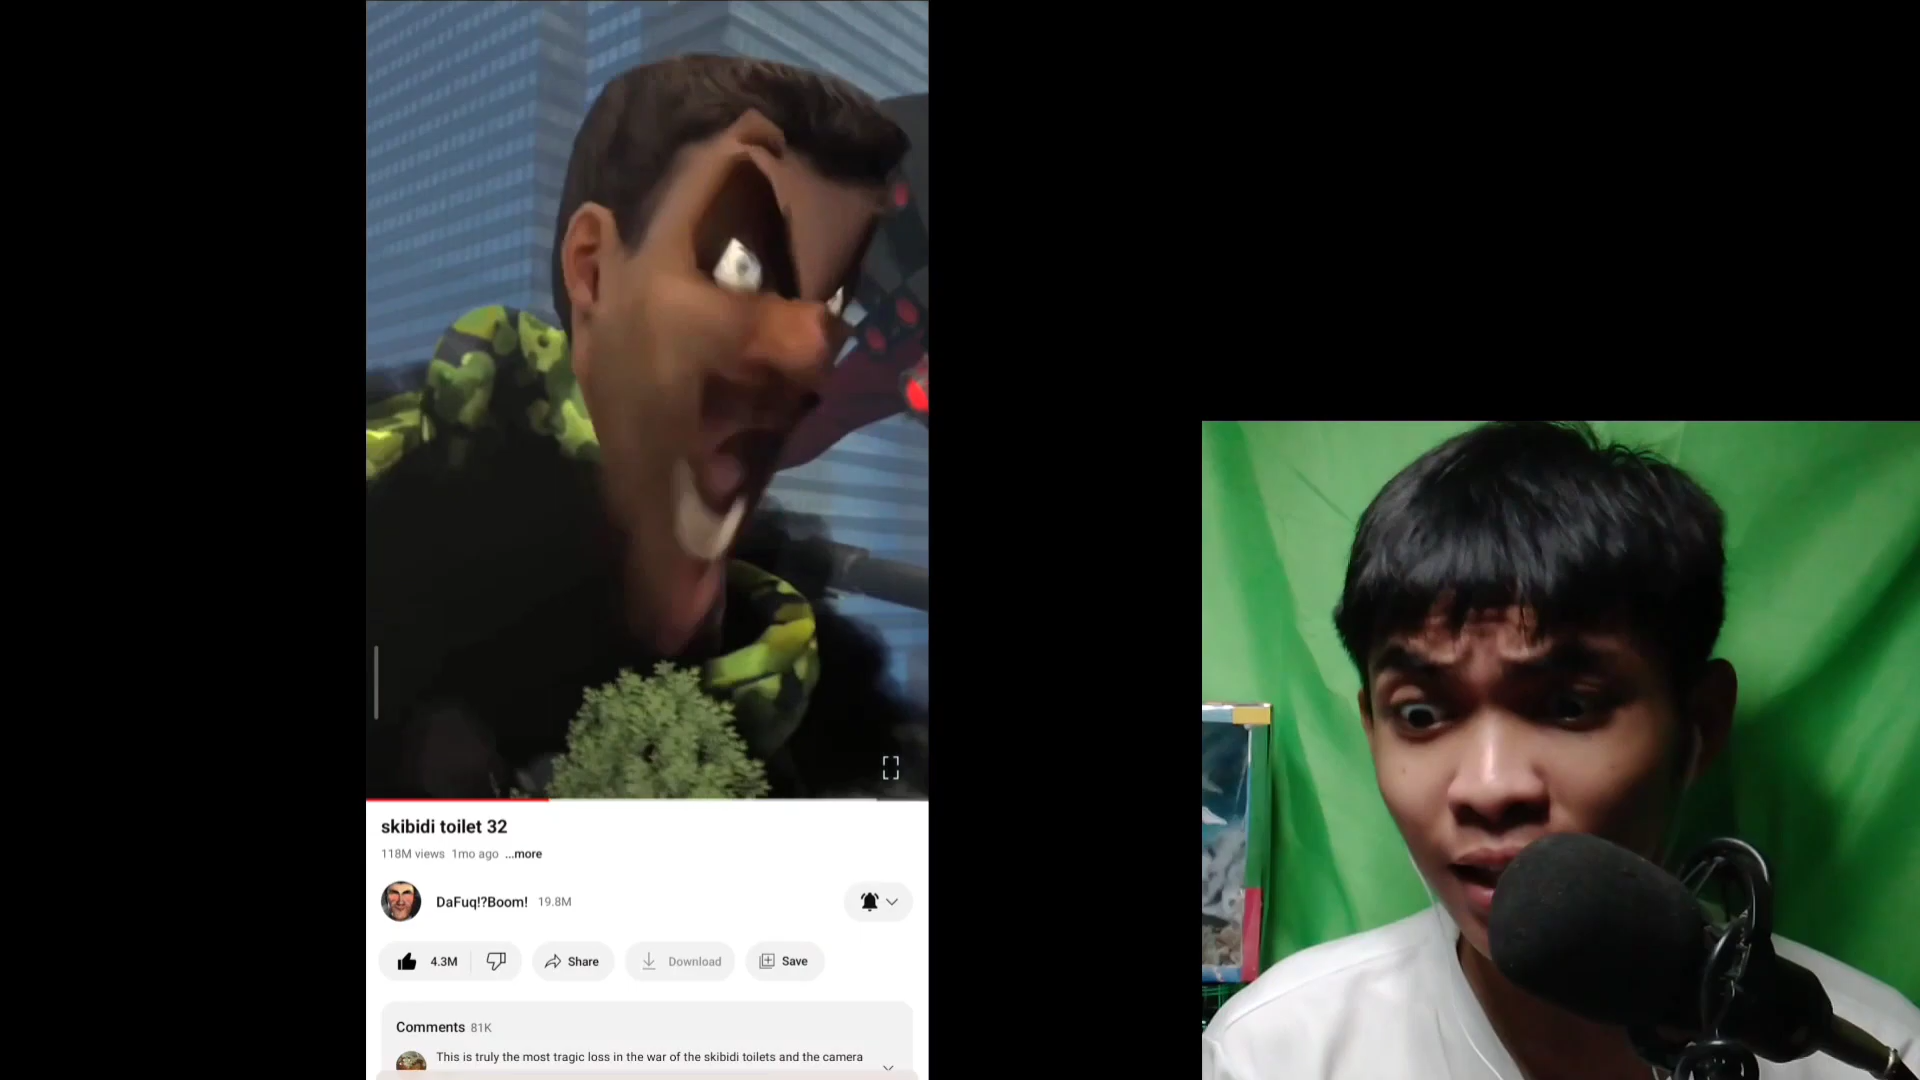 skibidi toilet 32
118M views 1mo ago ...more
DaFuq!?Boom! 19.8M
4.3M Share Download Save
Comments 81K
This is truly the most tragic loss in the war of the skibidi toilets and the camera